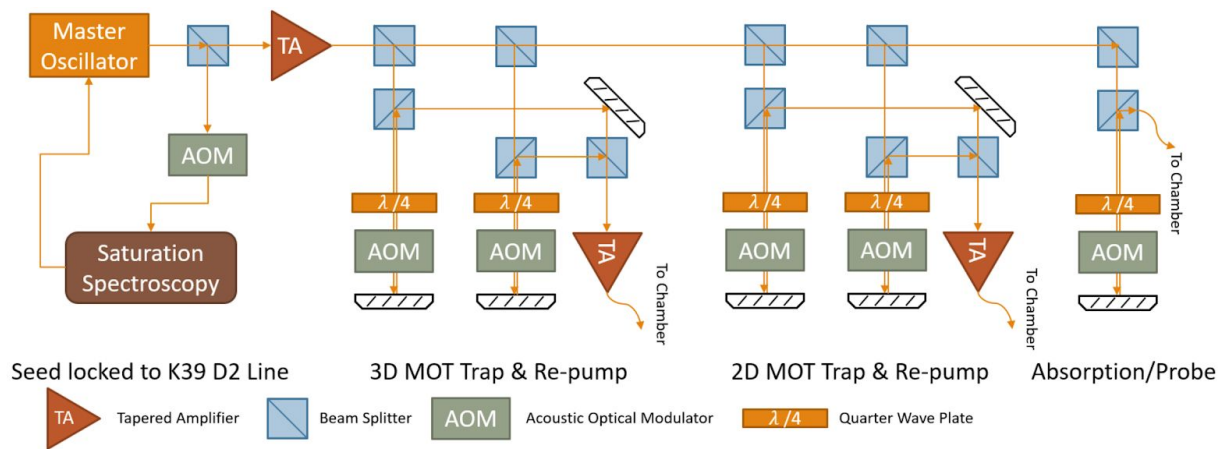 Master
Oscillator
TA
AOM
Saturation
Spectroscopy
λ/4
AOM
λ/4
AOM
TA
To Chamber
λ/4
AOM
λ/4
AOM
TA
To Chamber
To Chamber
λ/4
AOM
Seed locked to K39 D2 Line
3D MOT Trap & Re-pump
2D MOT Trap & Re-pump
Absorption/Probe
TA
Tapered Amplifier
Beam Splitter
AOM
Acoustic Optical Modulator
λ/4
Quarter Wave Plate